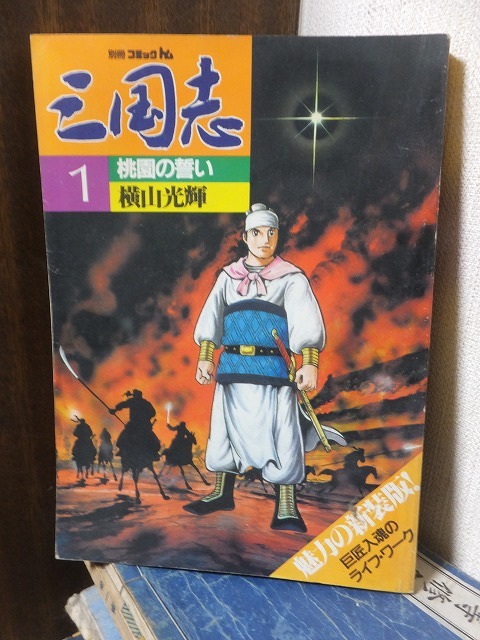 別冊 コミックトム
三国志
1
桃園の誓い
横山光輝
魅力の新装版!
巨匠入魂の
ライフ・ワーク